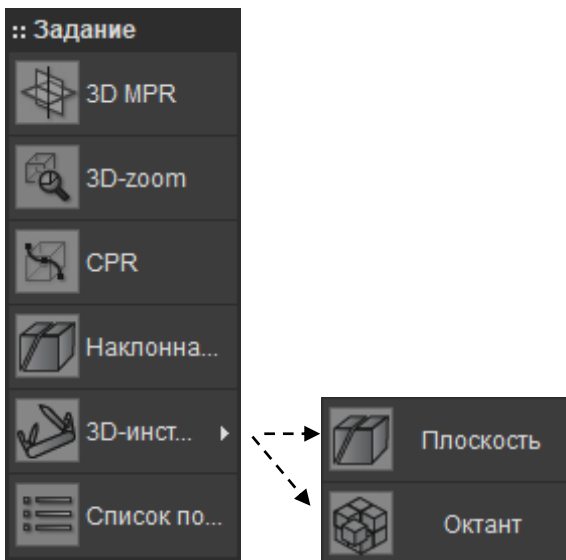 :: Задание
3D MPR
3D-zoom
CPR
Наклонна...
3D-инст...
Список по...
Плоскость
Октант